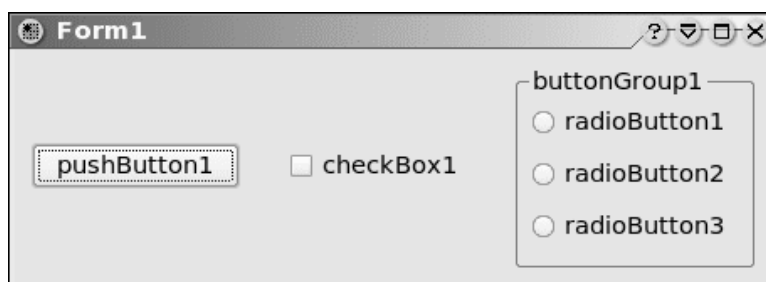 Form1
pushButton1
checkBox1
buttonGroup1
radioButton1
radioButton2
radioButton3